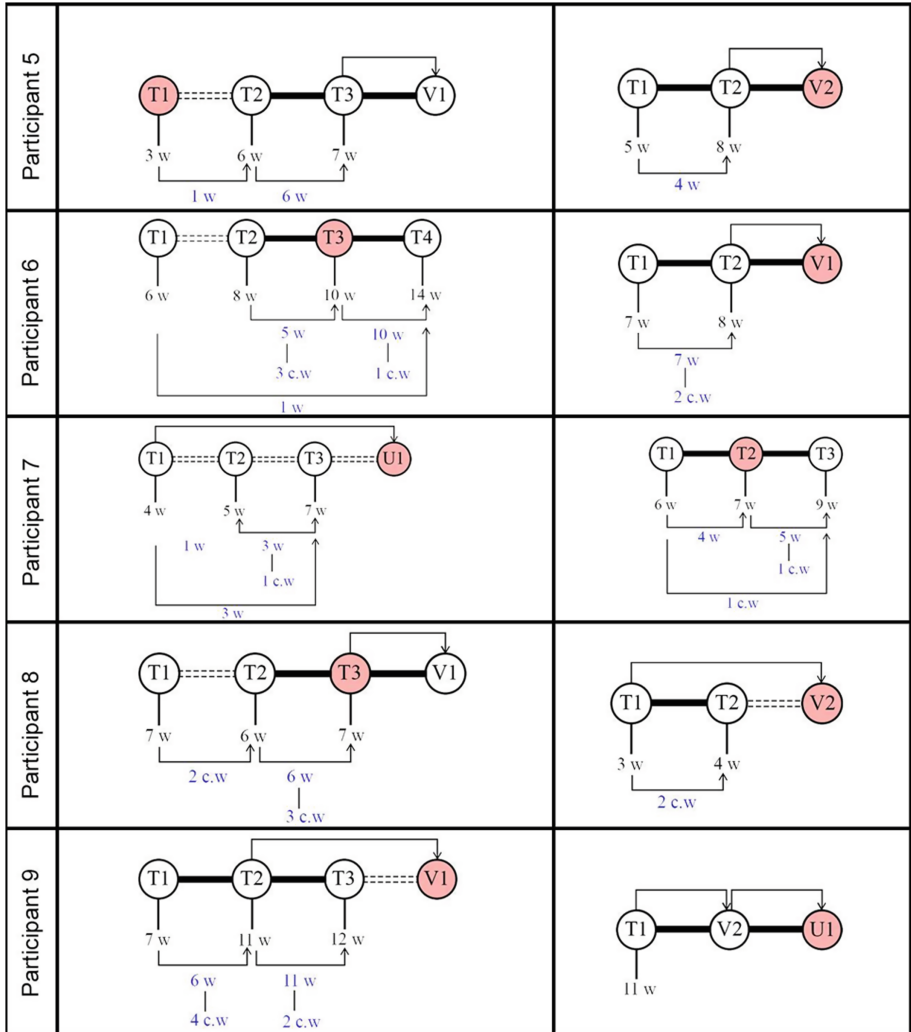 Participant 5
T1 T2 T3 V1
3 w 6 w 7 w
1 w 6 w
T1 T2 V2
5 w 8 w
4 w
Participant 6
T1 T2 T3 T4
6 w 8 w 10 w 14 w
5 w 10 w
3 c.w 1 c.w
1 w
T1 T2 V1
7 w 8 w
7 w
2 c.w
Participant 7
T1 T2 T3 U1
4 w 5 w 7 w
1 w 3 w
1 c.w
3 w
T1 T2 T3
6 w 7 w 9 w
4 w 5 w
1 c.w
1 c.w
Participant 8
T1 T2 T3 V1
7 w 6 w 7 w
2 c.w 6 w
3 c.w
T1 T2 V2
3 w 4 w
2 c.w
Participant 9
T1 T2 T3 V1
7 w 11 w 12 w
6 w 11 w
4 c.w 2 c.w
T1 V2 U1
11 w